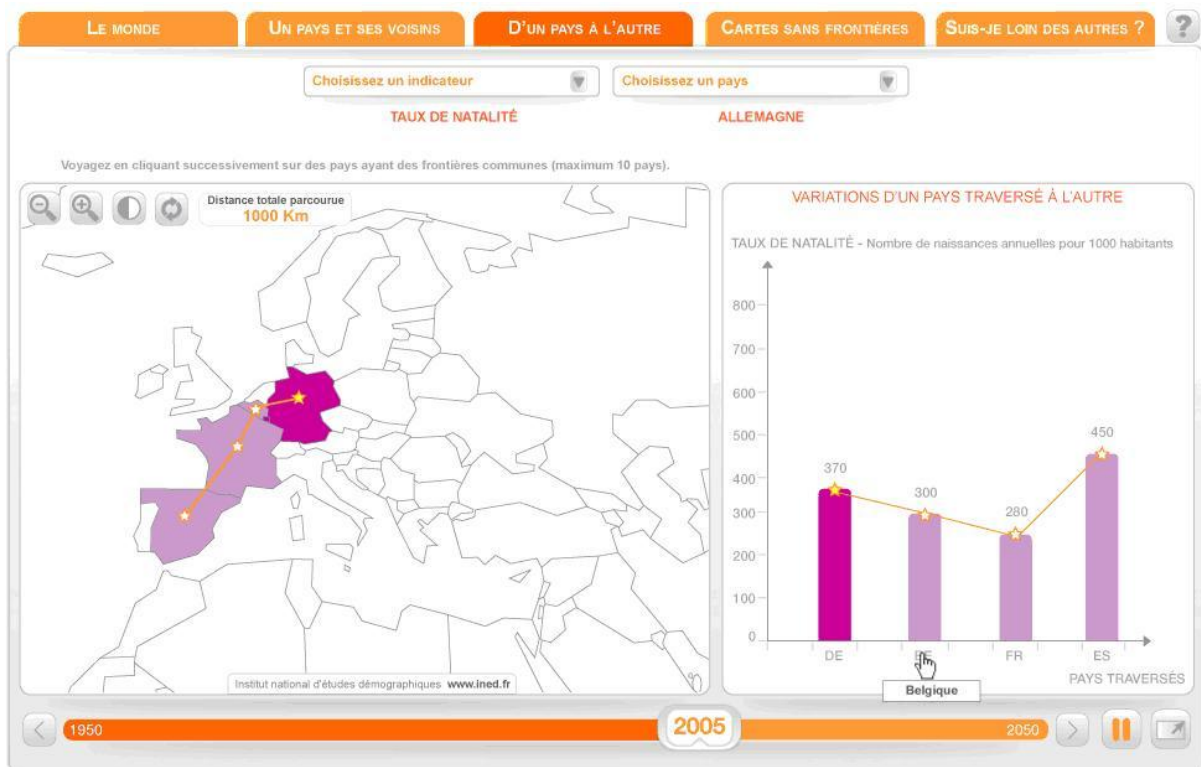 LE MONDE
UN PAYS ET SES VOISINS
D'UN PAYS À L'AUTRE
CARTES SANS FRONTIÈRES
SUIS-JE LOIN DES AUTRES ?
?
Choisissez un indicateur
Choisissez un pays
TAUX DE NATALITÉ
ALLEMAGNE
Voyagez en cliquant successivement sur des pays ayant des frontières communes (maximum 10 pays).
Distance totale parcourue
1000 Km
Institut national d'études démographiques www.ined.fr
VARIATIONS D'UN PAYS TRAVERSÉ À L'AUTRE
TAUX DE NATALITÉ - Nombre de naissances annuelles pour 1000 habitants
800
700
600
500
400
300
200
100
0
370
300
280
450
DE
FR
ES
Belgique
PAYS TRAVERSÉS
1950
2005
2050